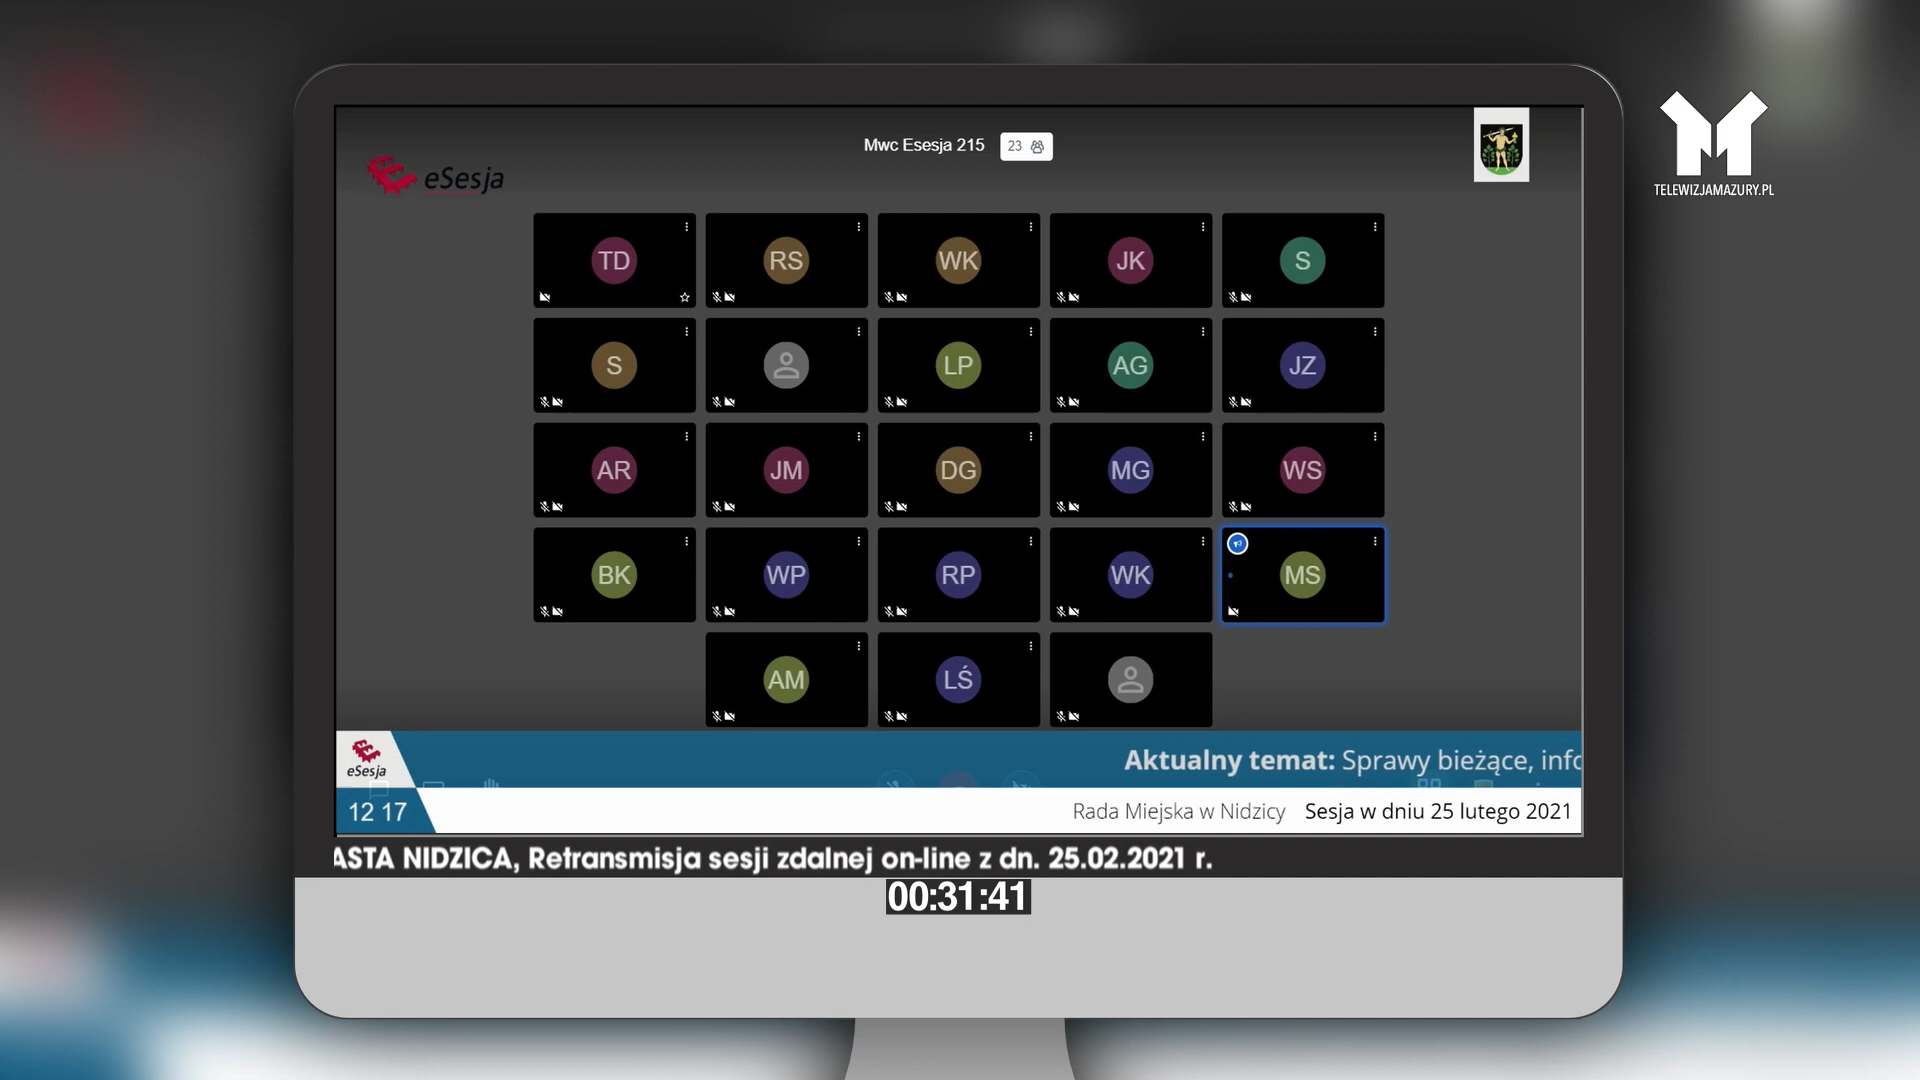 Mwc Esesja 215 23
eSesja
TELEWIZJAMAZURY.PL
TD RS WK JK S
S LP AG JZ
AR JM DG MG WS
BK WP RP WK MS
AM LŚ
eSesja
Aktualny temat: Sprawy bieżące, info
12 17
Rada Miejska w Nidzicy Sesja w dniu 25 lutego 2021
ASTA NIDZICA, Retransmisja sesji zdalnej on-line z dn. 25.02.2021 r.
00:31:41